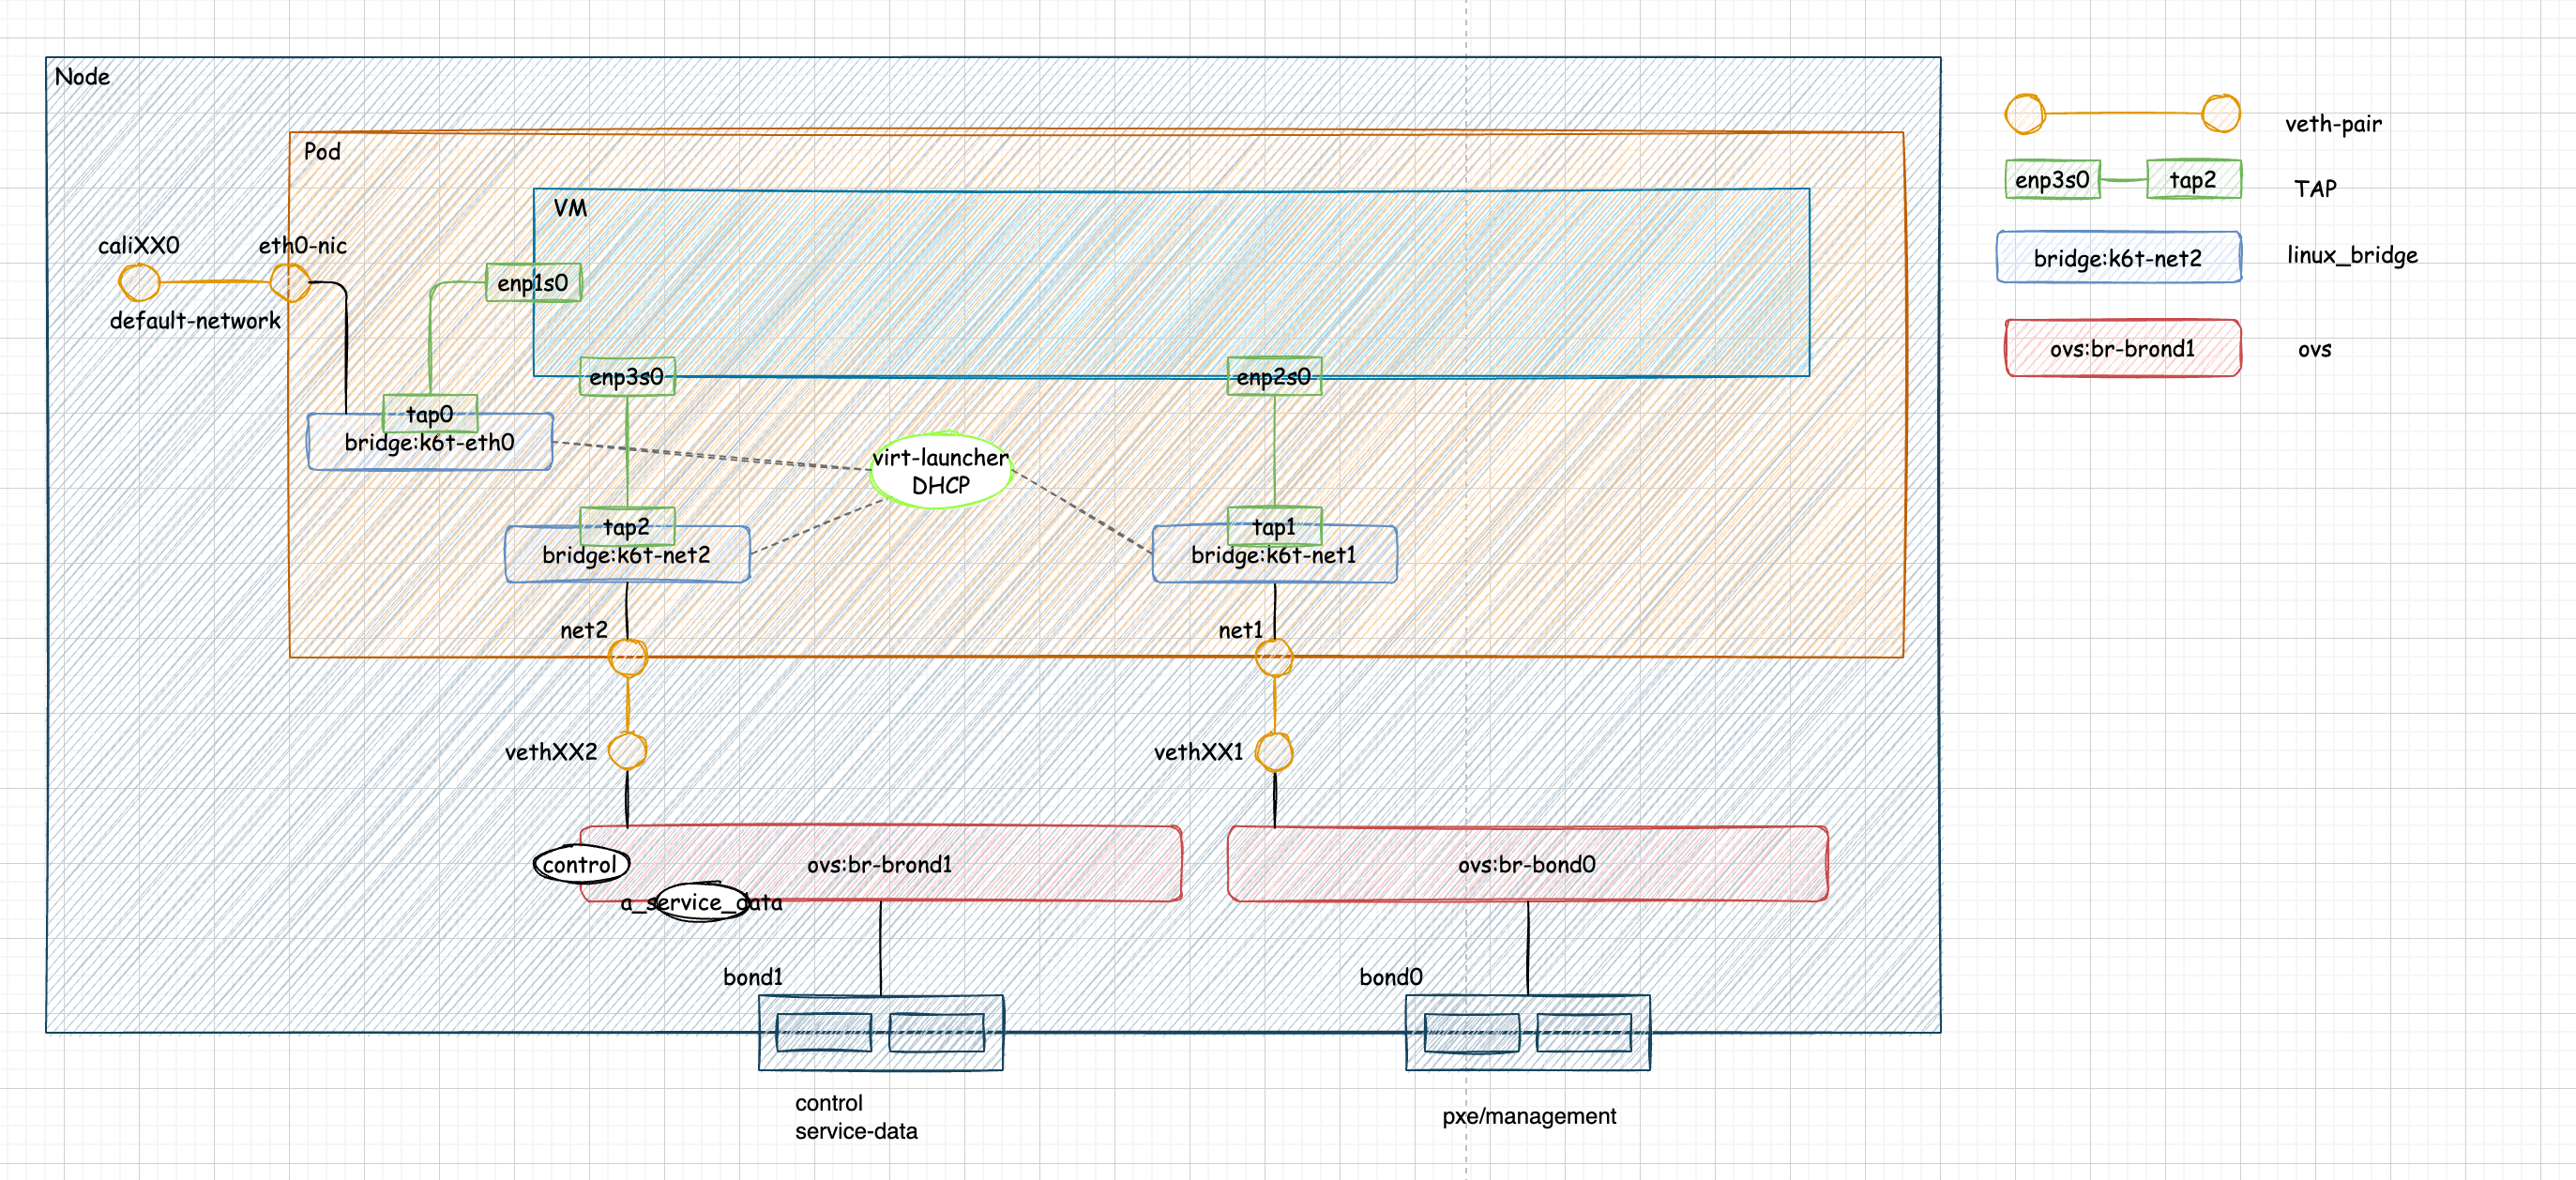 Node
Pod
VM
caliXX0
eth0-nic
default-network
enp1s0
enp3s0
enp2s0
tap0
bridge:k6t-eth0
virt-launcher
DHCP
tap2
bridge:k6t-net2
tap1
bridge:k6t-net1
net2
net1
vethXX2
vethXX1
control
ovs:br-brond1
ovs:br-bond0
a_service_data
bond1
bond0
control
service-data
pxe/management
veth-pair
enp3s0
tap2
TAP
bridge:k6t-net2
linux_bridge
ovs:br-brond1
ovs